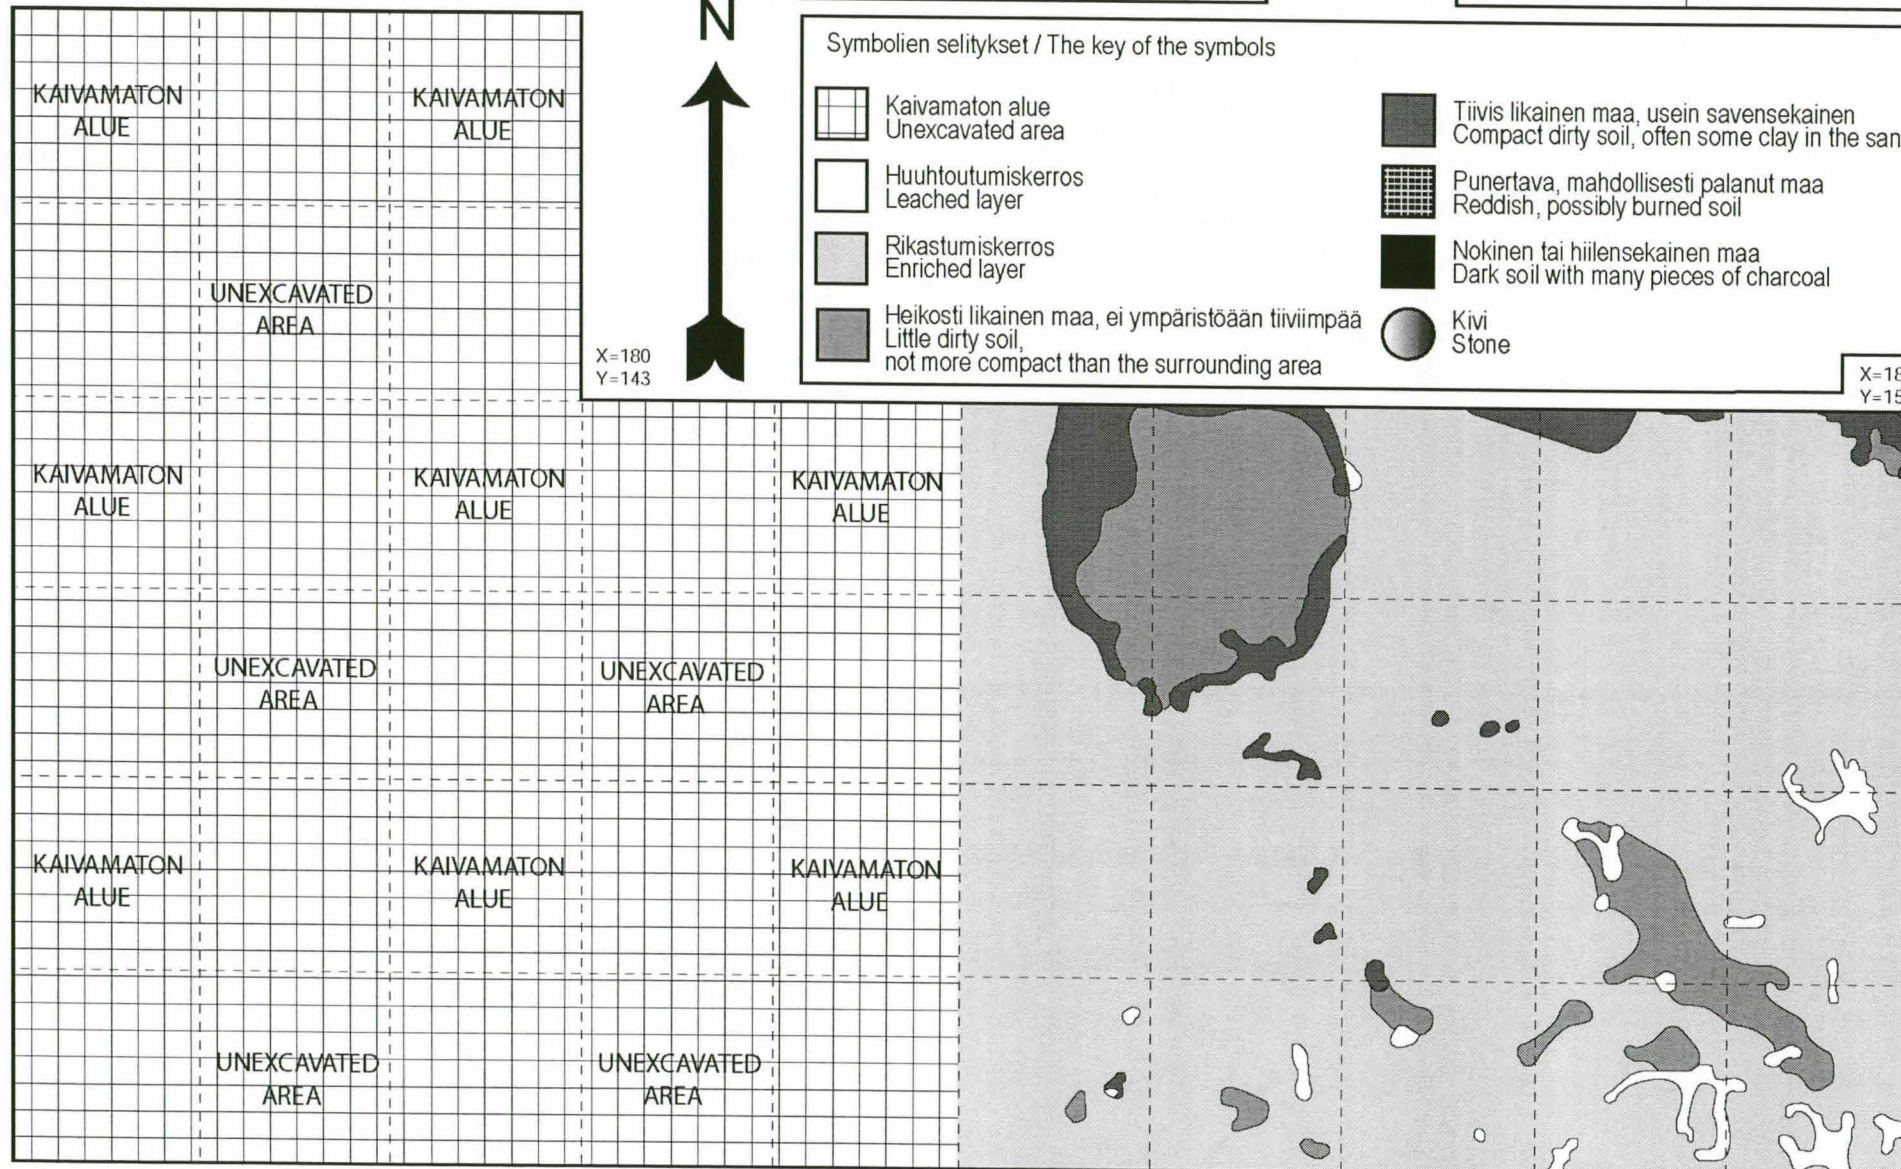 N
Symbolien selitykset / The key of the symbols
Kaivamaton alue
Unexcavated area
Huuhtoutumiskerros
Leached layer
Rikastumiskerros
Enriched layer
Heikosti likainen maa, ei ympäristöään tiiviimpää
Little dirty soil,
not more compact than the surrounding area
Tiivis likainen maa, usein savensekainen
Compact dirty soil, often some clay in the san
Punertava, mahdollisesti palanut maa
Reddish, possibly burned soil
Nokinen tai hiilensekainen maa
Dark soil with many pieces of charcoal
Kivi
Stone
X=180
Y=143
X=18
Y=15
KAIVAMATON
ALUE
KAIVAMATON
ALUE
UNEXCAVATED
AREA
KAIVAMATON
ALUE
KAIVAMATON
ALUE
KAIVAMATON
ALUE
UNEXCAVATED
AREA
UNEXCAVATED
AREA
KAIVAMATON
ALUE
KAIVAMATON
ALUE
KAIVAMATON
ALUE
UNEXCAVATED
AREA
UNEXCAVATED
AREA